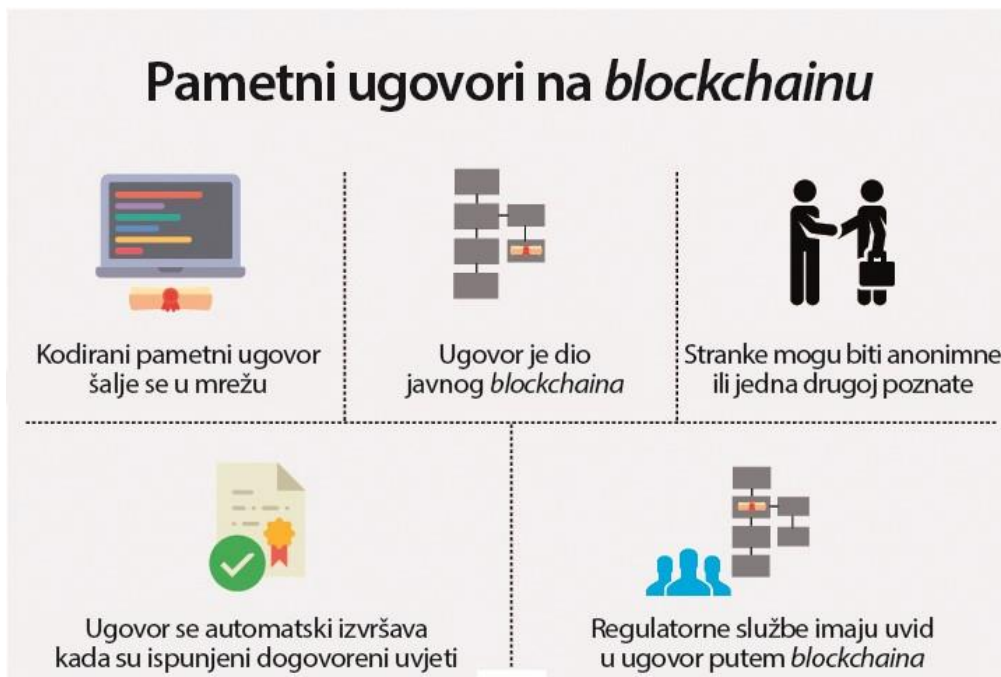 Pametni ugovori na blockchainu
Kodirani pametni ugovor
šalje se u mrežu
Ugovor je dio
javnog blockchaina
Stranke mogu biti anonimne
ili jedna drugoj poznate
Ugovor se automatski izvršava
kada su ispunjeni dogovoreni uvjeti
Regulatorne službe imaju uvid
u ugovor putem blockchaina